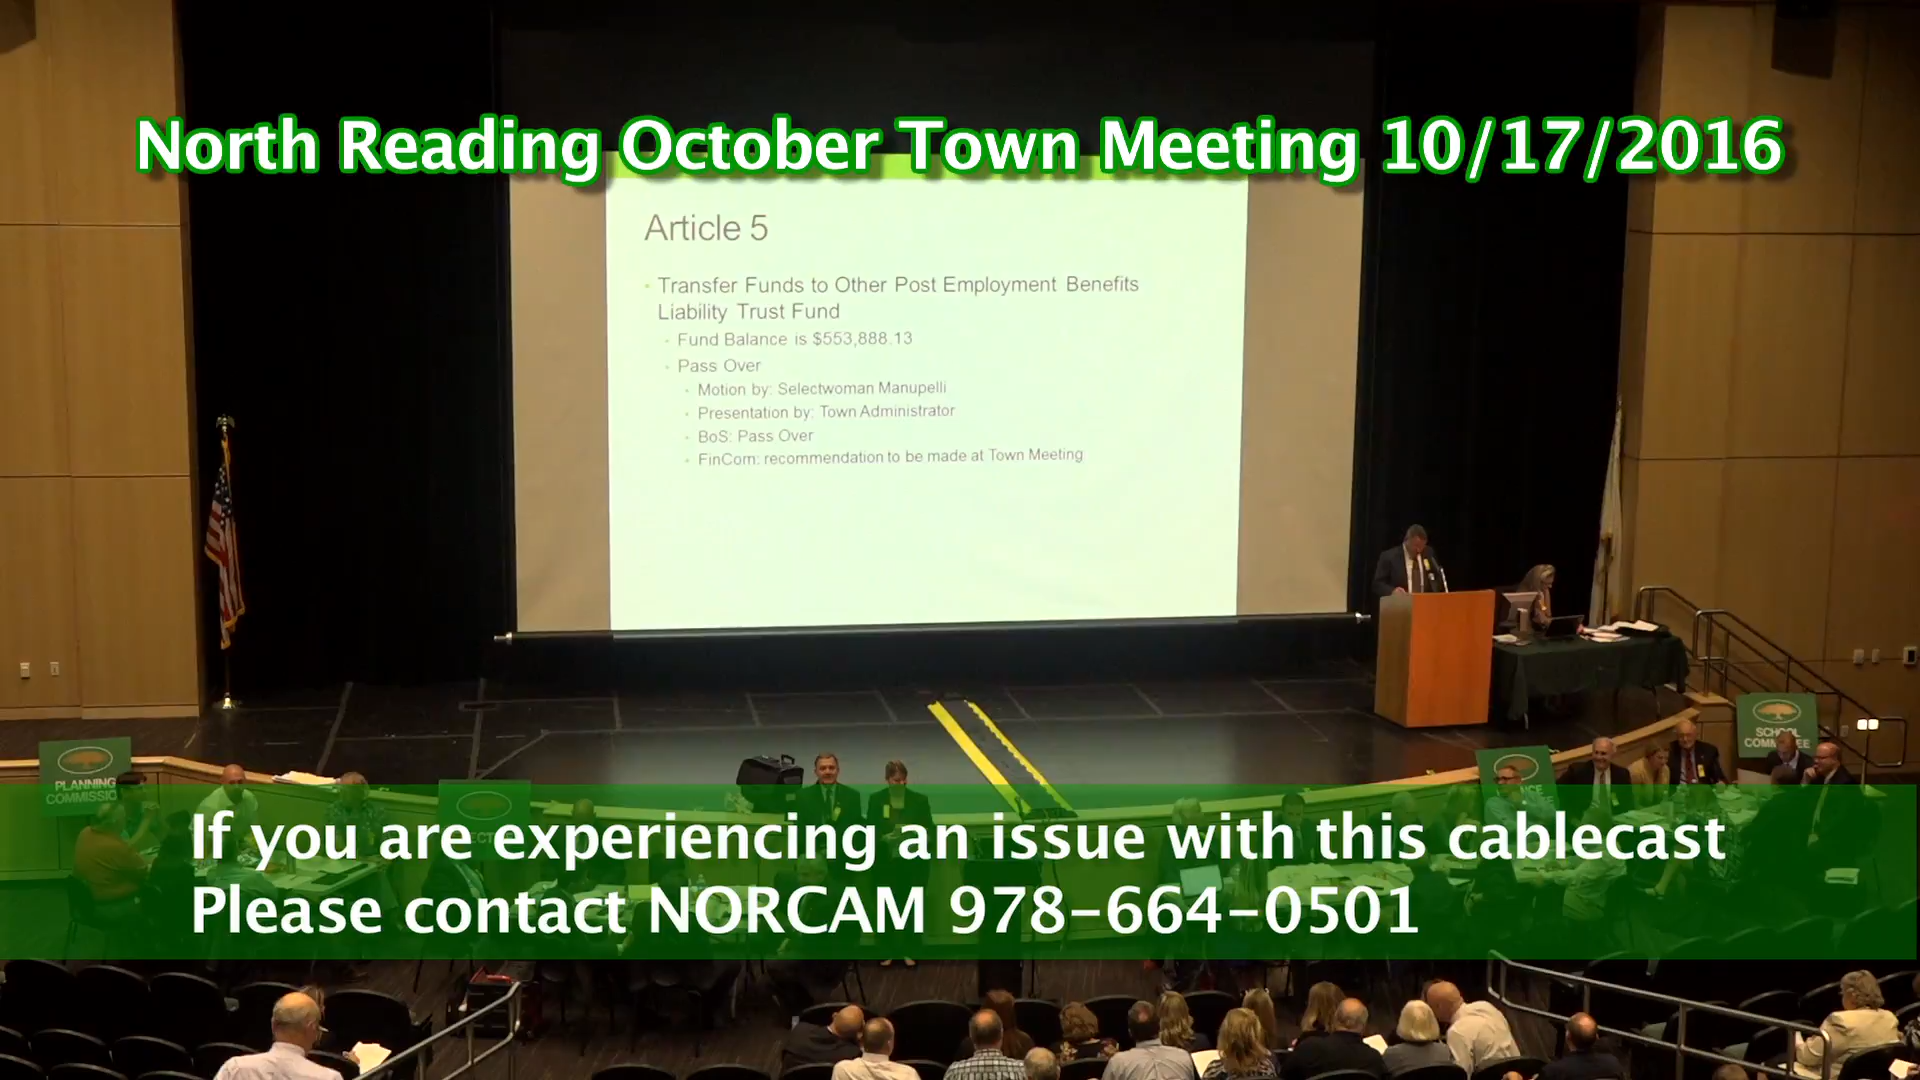 North Reading October Town Meeting 10/17/2016
Article 5
Transfer Funds to Other Post Employment Benefits
Liability Trust Fund
Fund Balance is $553,888.13
Pass Over
Motion by: Selectwoman Manupelli
Presentation by: Town Administrator
BoS: Pass Over
FinCom: recommendation to be made at Town Meeting
PLANNING
SCHOOL
If you are experiencing an issue with this cablecast
Please contact NORCAM 978-664-0501